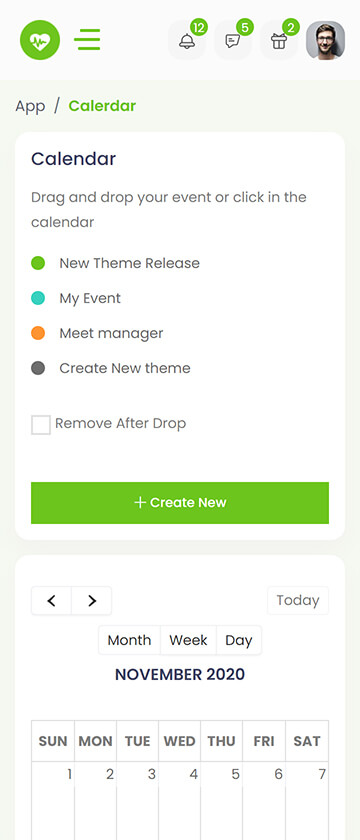 12 5 2
App / Calerdar
Calendar
Drag and drop your event or click in the
calendar
New Theme Release
My Event
Meet manager
Create New theme
Remove After Drop
+ Create New
Today
Month Week Day
NOVEMBER 2020
SUN MON TUE WED THU FRI SAT
1 2 3 4 5 6 7